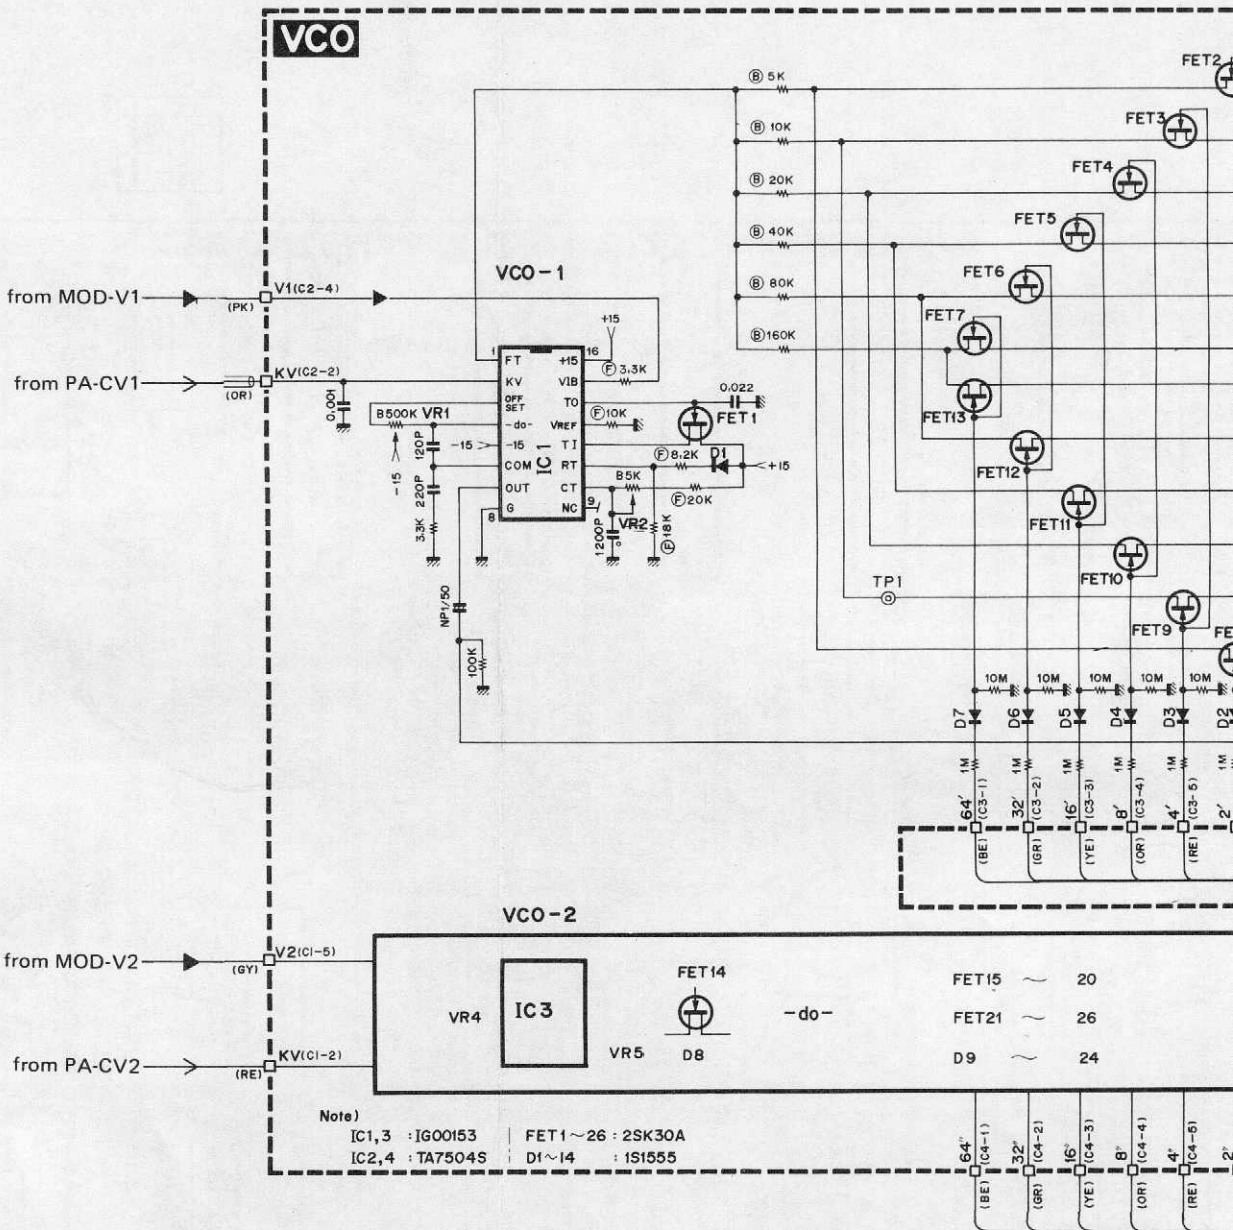 VCO
FET2
Ⓑ 5K
FET3
Ⓑ 10K
FET4
Ⓑ 20K
FET5
Ⓑ 40K
VCO-1
FET6
Ⓑ 80K
from MOD-V1
V1(C2-4)
(PK)
FET7
+15
Ⓑ160K
1
16
FT
+15
Ⓕ 3.3K
from PA-CV1
KV(C2-2)
(OR)
KV
VIB
0.001
OFF SET
TO
0.022
B500K
VR1
-do-
VREF
Ⓕ10K
FET1
FET13
-15
-15
-15
TI
120P
IC 1
COM
RT
Ⓕ8.2K
D1
+15
FET12
220P
OUT
CT
B5K
Ⓕ20K
G
NC
9
8
3.3K
1200P
VR2
Ⓕ18K
FET11
FET10
TP1
NP1/50
FET9
FE
100K
10M
10M
10M
10M
10M
D7
D6
D5
D4
D3
D2
1M
1M
1M
1M
1M
1M
64'
(C3-1)
32'
(C3-2)
16'
(C3-3)
8'
(C3-4)
4'
(C3-5)
2'
(BE)
(GR)
(YE)
(OR)
(RE)
VCO-2
from MOD-V2
V2(C1-5)
(GY)
FET14
FET15 ~ 20
VR4
IC3
-do-
FET21 ~ 26
VR5
D8
D9 ~ 24
from PA-CV2
KV(C1-2)
(RE)
Note)
IC1,3 : IG00153
FET1~26 : 2SK30A
IC2,4 : TA7504S
D1~14 : 1S1555
64"
(C4-1)
32"
(C4-2)
16"
(C4-3)
8"
(C4-4)
4"
(C4-5)
2"
(BE)
(GR)
(YE)
(OR)
(RE)